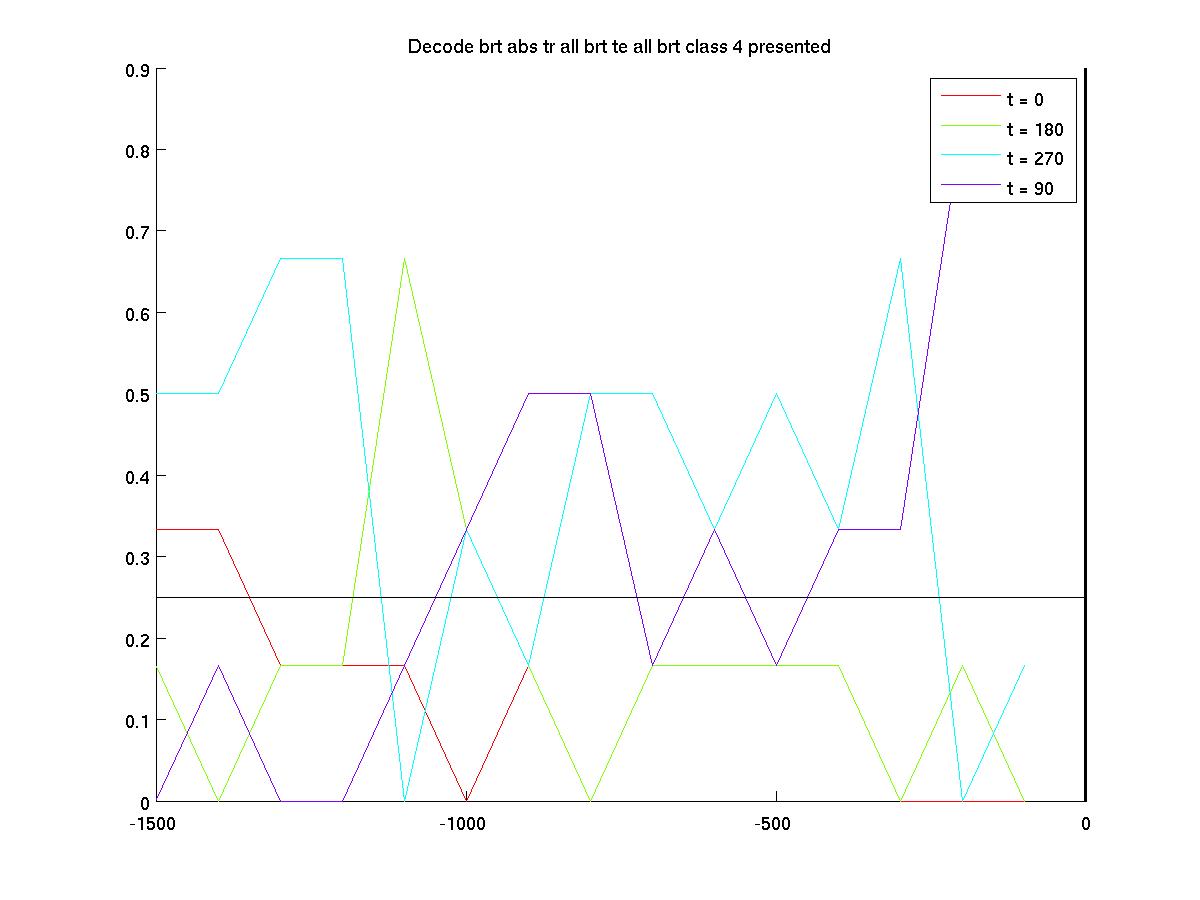 Decode brt abs tr all brt te all brt class 4 presented
0.9
0.8
0.7
0.6
0.5
0.4
0.3
0.2
0.1
0
-1500
-1000
-500
0
t = 0
t = 180
t = 270
t = 90